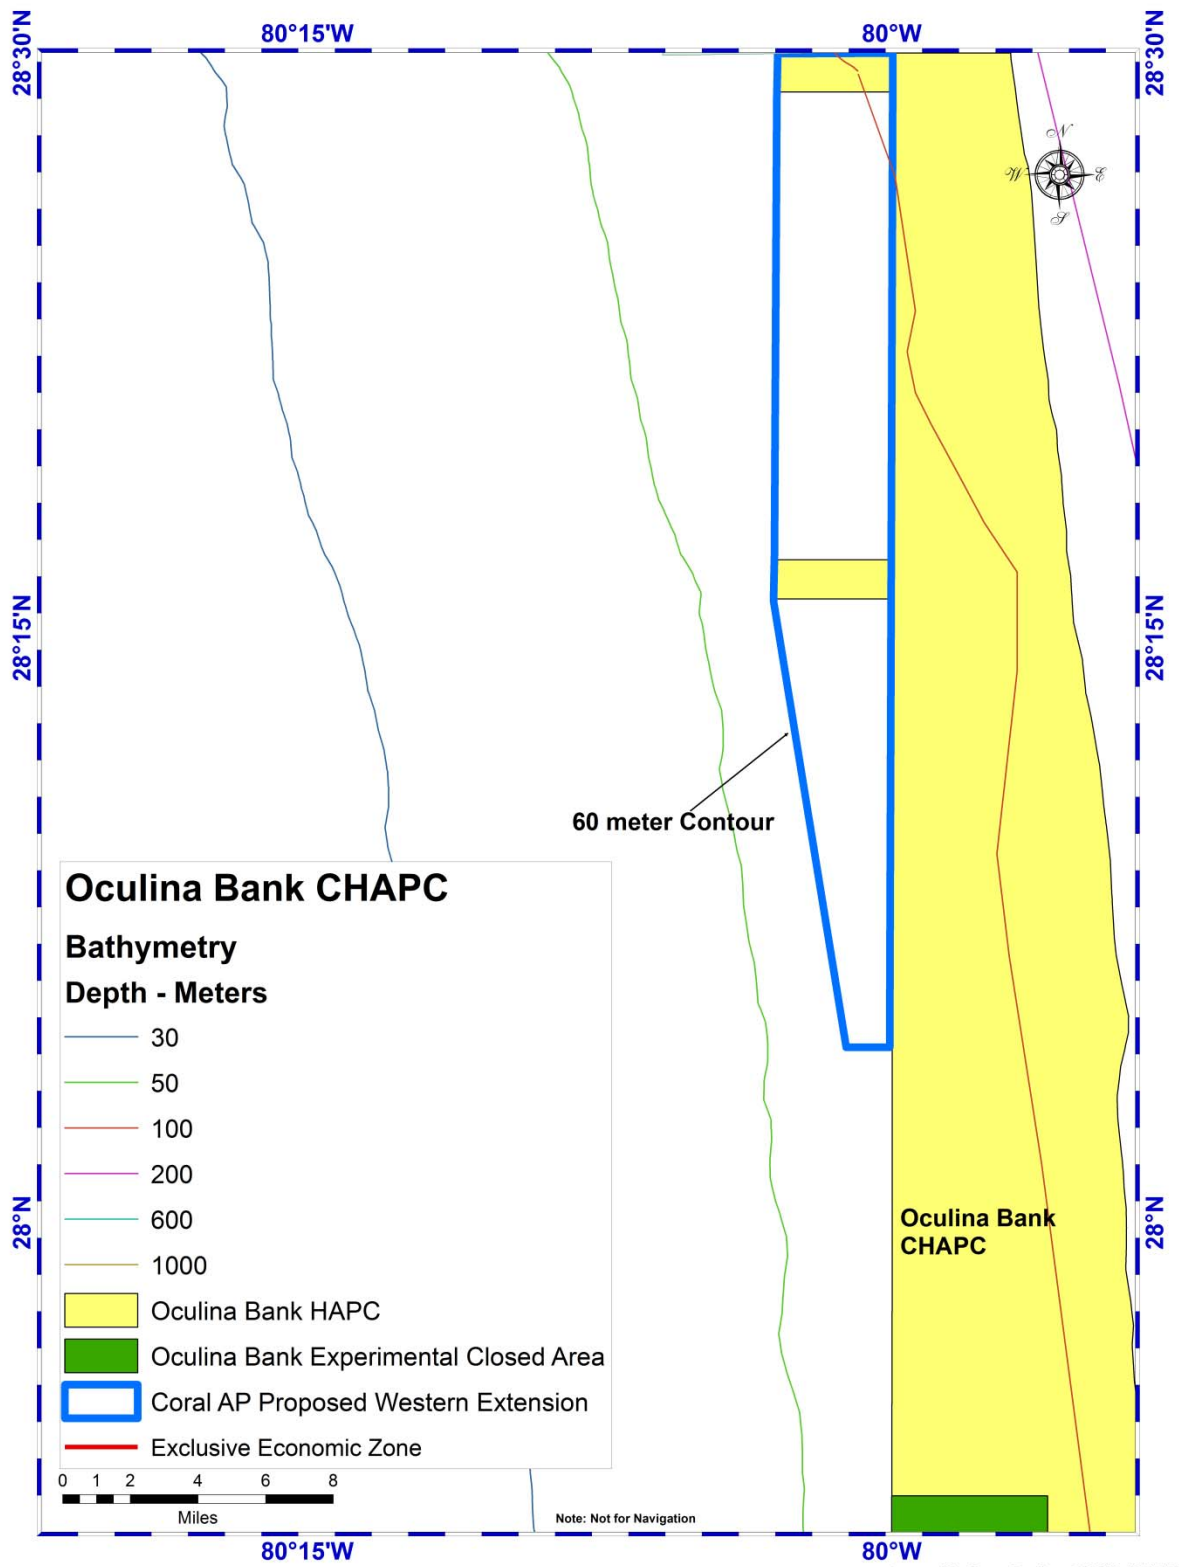 80°15'W
80°W
28°30'N
28°30'N
N
W
E
S
28°15'N
28°15'N
60 meter Contour
Oculina Bank CHAPC
Bathymetry
Depth - Meters
30
50
100
200
600
1000
Oculina Bank HAPC
Oculina Bank Experimental Closed Area
Coral AP Proposed Western Extension
Exclusive Economic Zone
0 1 2 4 6 8
Miles
28°N
28°N
Oculina Bank
CHAPC
Note: Not for Navigation
80°15'W
80°W